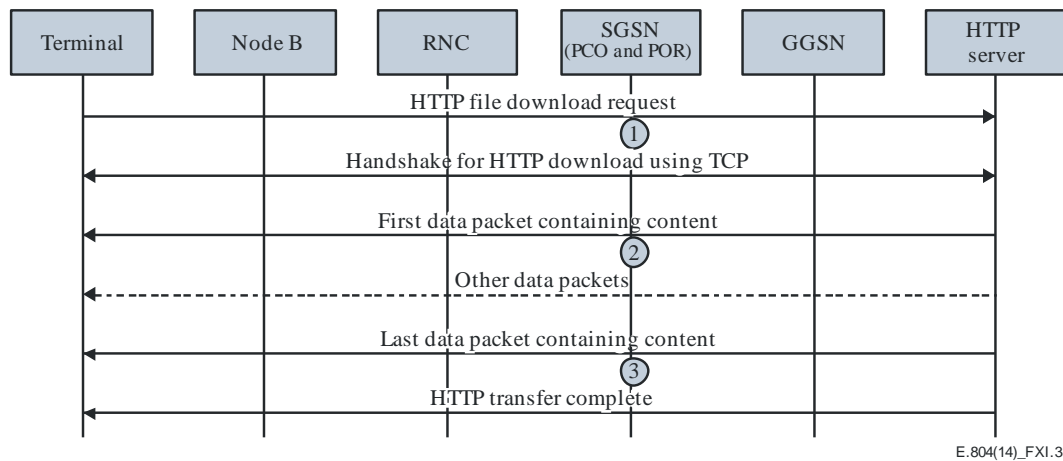 Terminal
Node B
RNC
SGSN
(PCO and POR)
GGSN
HTTP
server
HTTP file download request
1
Handshake for HTTP download using TCP
First data packet containing content
2
Other data packets
Last data packet containing content
3
HTTP transfer complete
E.804(14)_FXI.3